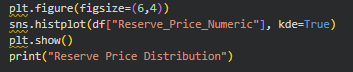 plt.figure(figsize=(6,4))
sns.histplot(df["Reserve_Price_Numeric"], kde=True)
plt.show()
print("Reserve Price Distribution")